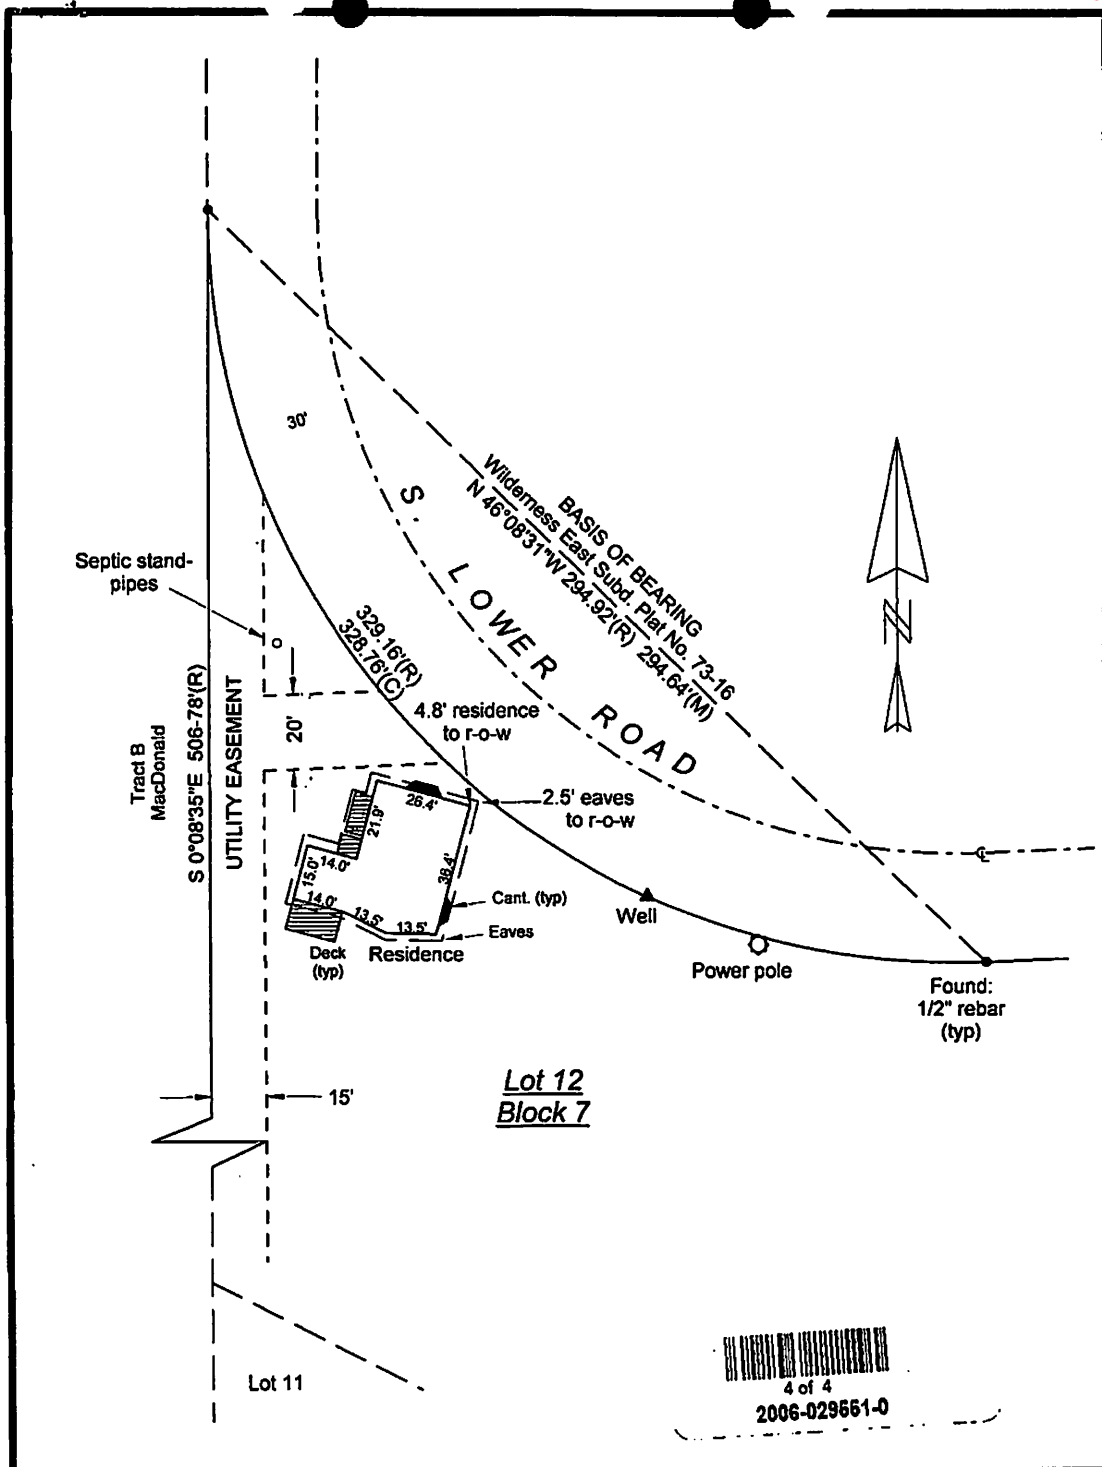 30'
BASIS OF BEARING
Wilderness East Subd. Plat No. 73-16
N 46°08'31"W 294.92'(R) 294.64'(M)
S. LOWER ROAD
N
Septic stand-
pipes
329.16'(R)
328.76'(C)
4.8' residence
to r-o-w
20'
Tract B
MacDonald
S 0°08'35"E 506-78'(R)
UTILITY EASEMENT
2.5' eaves
to r-o-w
26.4'
21.9'
14.0'
15.0'
14.0'
13.5'
13.5'
38.4'
Cant. (typ)
Eaves
Deck
(typ)
Residence
Well
Power pole
CL
Found:
1/2" rebar
(typ)
15'
Lot 12
Block 7
Lot 11
4 of 4
2006-029661-0